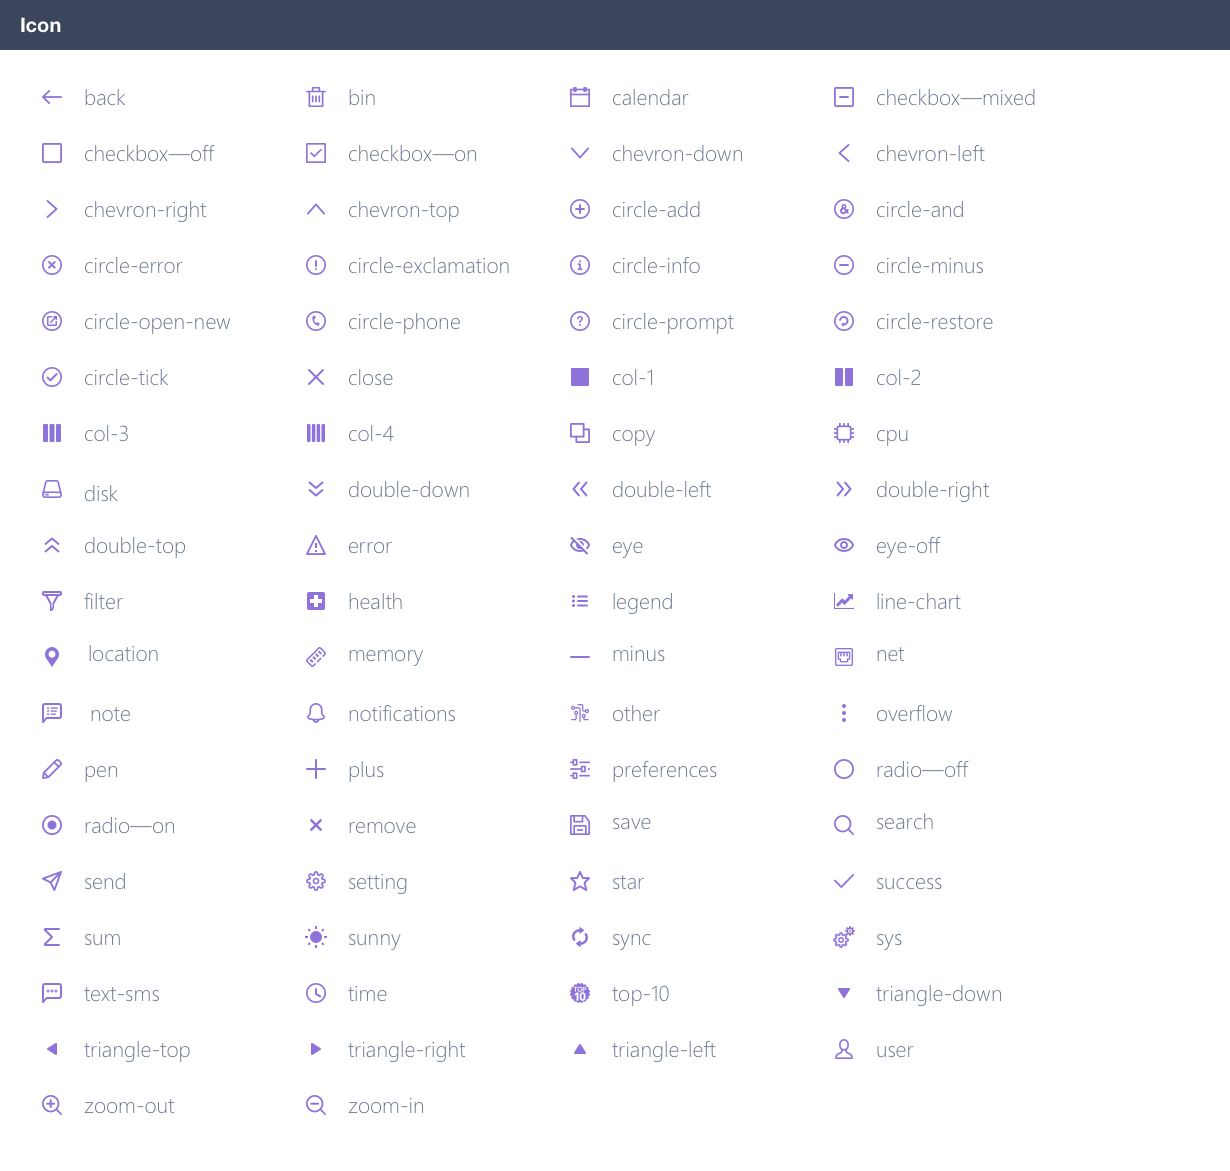 Icon
back bin calendar checkbox—mixed
checkbox—off checkbox—on chevron-down chevron-left
chevron-right chevron-top circle-add circle-and
circle-error circle-exclamation circle-info circle-minus
circle-open-new circle-phone circle-prompt circle-restore
circle-tick close col-1 col-2
col-3 col-4 copy cpu
disk double-down double-left double-right
double-top error eye eye-off
filter health legend line-chart
location memory minus net
note notifications other overflow
pen plus preferences radio—off
radio—on remove save search
send setting star success
sum sunny sync sys
text-sms time TOP 10 top-10 triangle-down
triangle-top triangle-right triangle-left user
zoom-out zoom-in